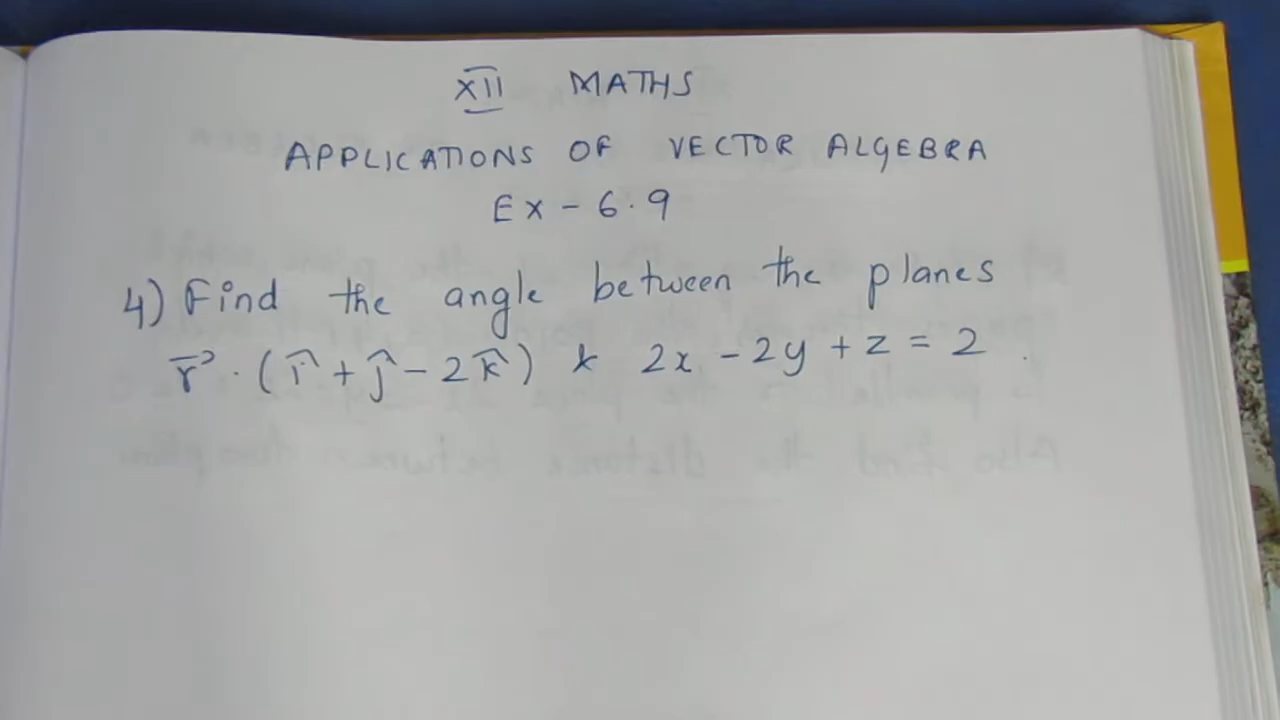 XII MATHS
APPLICATIONS OF VECTOR ALGEBRA
Ex - 6.9
4) Find the angle between the planes
r⃗ · (î + ĵ - 2k̂) & 2x - 2y + z = 2.